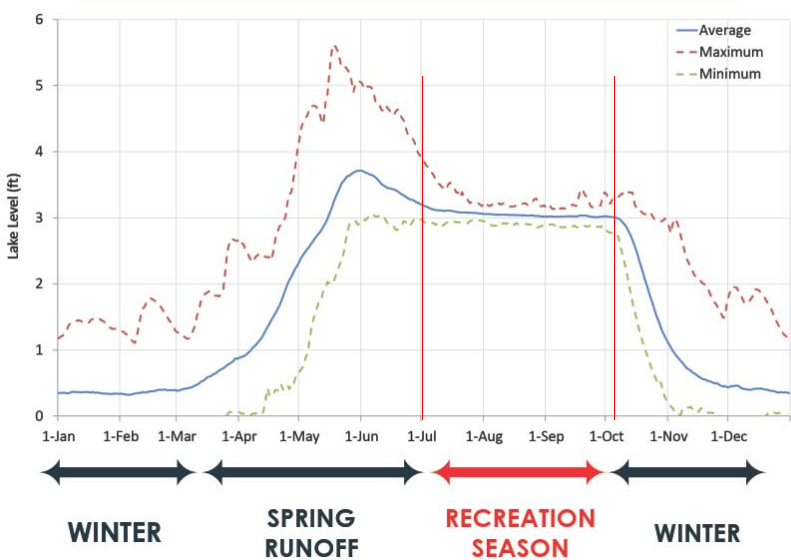 6
5
4
3
2
1
0
Lake Level (ft)
Average
Maximum
Minimum
1-Jan 1-Feb 1-Mar 1-Apr 1-May 1-Jun 1-Jul 1-Aug 1-Sep 1-Oct 1-Nov 1-Dec
WINTER
SPRING
RUNOFF
RECREATION
SEASON
WINTER